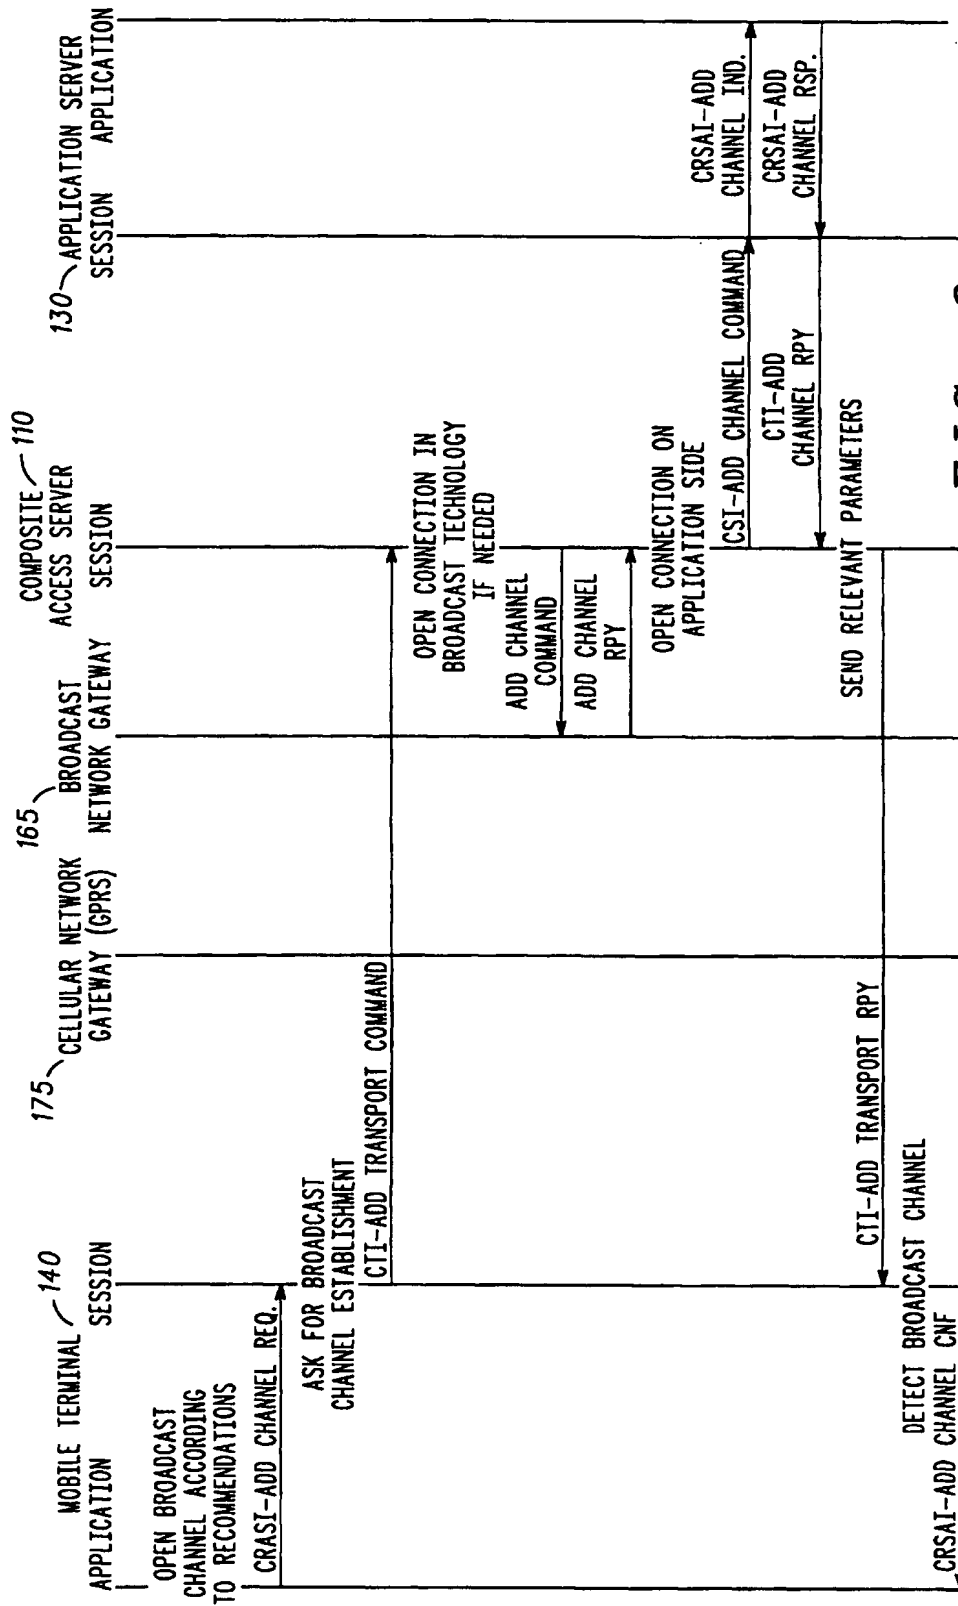 MOBILE TERMINAL 140
APPLICATION
SESSION
175 CELLULAR NETWORK
GATEWAY (GPRS)
165 BROADCAST
NETWORK GATEWAY
COMPOSITE 110
ACCESS SERVER
SESSION
130 APPLICATION SERVER
SESSION
APPLICATION
OPEN BROADCAST
CHANNEL ACCORDING
TO RECOMMENDATIONS
CRASI-ADD CHANNEL REQ.
ASK FOR BROADCAST
CHANNEL ESTABLISHMENT
CTI-ADD TRANSPORT COMMAND
OPEN CONNECTION IN
BROADCAST TECHNOLOGY
IF NEEDED
ADD CHANNEL
COMMAND
ADD CHANNEL
RPY
OPEN CONNECTION ON
APPLICATION SIDE
CSI-ADD CHANNEL COMMAND
CRSAI-ADD
CHANNEL IND.
CRSAI-ADD
CHANNEL RSP.
CTI-ADD
CHANNEL RPY
SEND RELEVANT PARAMETERS
CTI-ADD TRANSPORT RPY
DETECT BROADCAST CHANNEL
CRSAI-ADD CHANNEL CNF